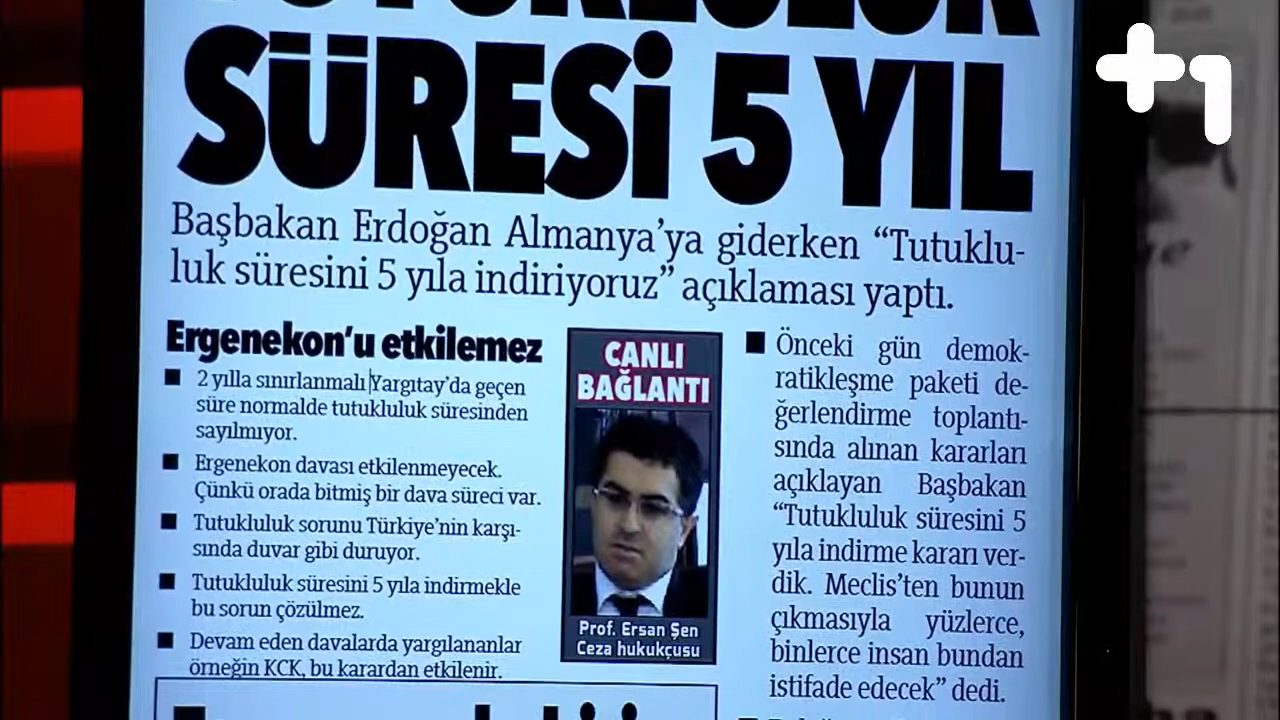 TUTUKLULUK
SÜRESİ 5 YIL
Başbakan Erdoğan Almanya'ya giderken “Tutuklu-
luk süresini 5 yıla indiriyoruz” açıklaması yaptı.
Ergenekon'u etkilemez
■ 2 yılla sınırlanmalı Yargıtay'da geçen
süre normalde tutukluluk süresinden
sayılmıyor.
■ Ergenekon davası etkilenmeyecek.
Çünkü orada bitmiş bir dava süreci var.
■ Tutukluluk sorunu Türkiye'nin karşı-
sında duvar gibi duruyor.
■ Tutukluluk süresini 5 yıla indirmekle
bu sorun çözülmez.
■ Devam eden davalarda yargılananlar
örneğin KCK, bu karardan etkilenir.
CANLI
BAĞLANTI
Prof. Ersan Şen
Ceza hukukçusu
■ Önceki gün demok-
ratikleşme paketi de-
ğerlendirme toplantı-
sında alınan kararları
açıklayan Başbakan
“Tutukluluk süresini 5
yıla indirme kararı ver-
dik. Meclis'ten bunun
çıkmasıyla yüzlerce,
binlerce insan bundan
istifade edecek” dedi.
+1